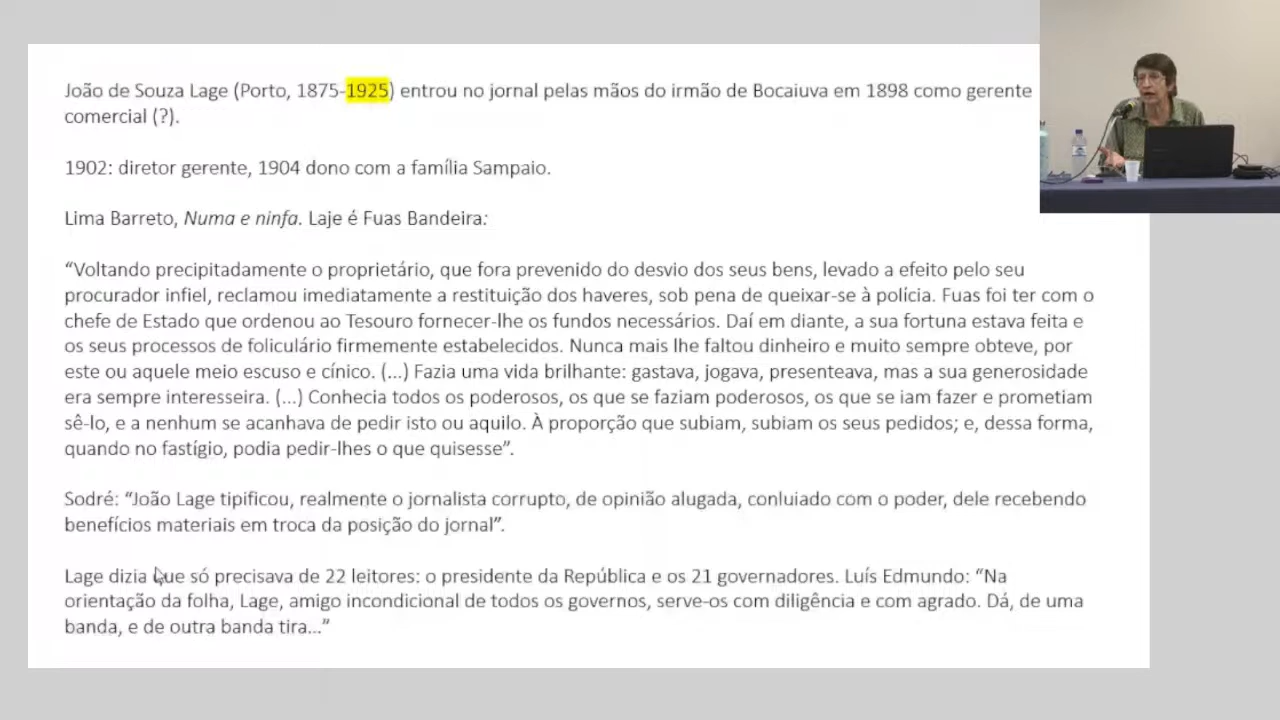 João de Souza Lage (Porto, 1875-1925) entrou no jornal pelas mãos do irmão de Bocaiuva em 1898 como gerente
comercial (?).
1902: diretor gerente, 1904 dono com a família Sampaio.
Lima Barreto, Numa e ninfa. Laje é Fuas Bandeira:
“Voltando precipitadamente o proprietário, que fora prevenido do desvio dos seus bens, levado a efeito pelo seu
procurador infiel, reclamou imediatamente a restituição dos haveres, sob pena de queixar-se à polícia. Fuas foi ter com o
chefe de Estado que ordenou ao Tesouro fornecer-lhe os fundos necessários. Daí em diante, a sua fortuna estava feita e
os seus processos de foliculário firmemente estabelecidos. Nunca mais lhe faltou dinheiro e muito sempre obteve, por
este ou aquele meio escuso e cínico. (...) Fazia uma vida brilhante: gastava, jogava, presenteava, mas a sua generosidade
era sempre interesseira. (...) Conhecia todos os poderosos, os que se faziam poderosos, os que se iam fazer e prometiam
sê-lo, e a nenhum se acanhava de pedir isto ou aquilo. À proporção que subiam, subiam os seus pedidos; e, dessa forma,
quando no fastígio, podia pedir-lhes o que quisesse”.
Sodré: “João Lage tipificou, realmente o jornalista corrupto, de opinião alugada, conluiado com o poder, dele recebendo
benefícios materiais em troca da posição do jornal”.
Lage dizia que só precisava de 22 leitores: o presidente da República e os 21 governadores. Luís Edmundo: “Na
orientação da folha, Lage, amigo incondicional de todos os governos, serve-os com diligência e com agrado. Dá, de uma
banda, e de outra banda tira...”